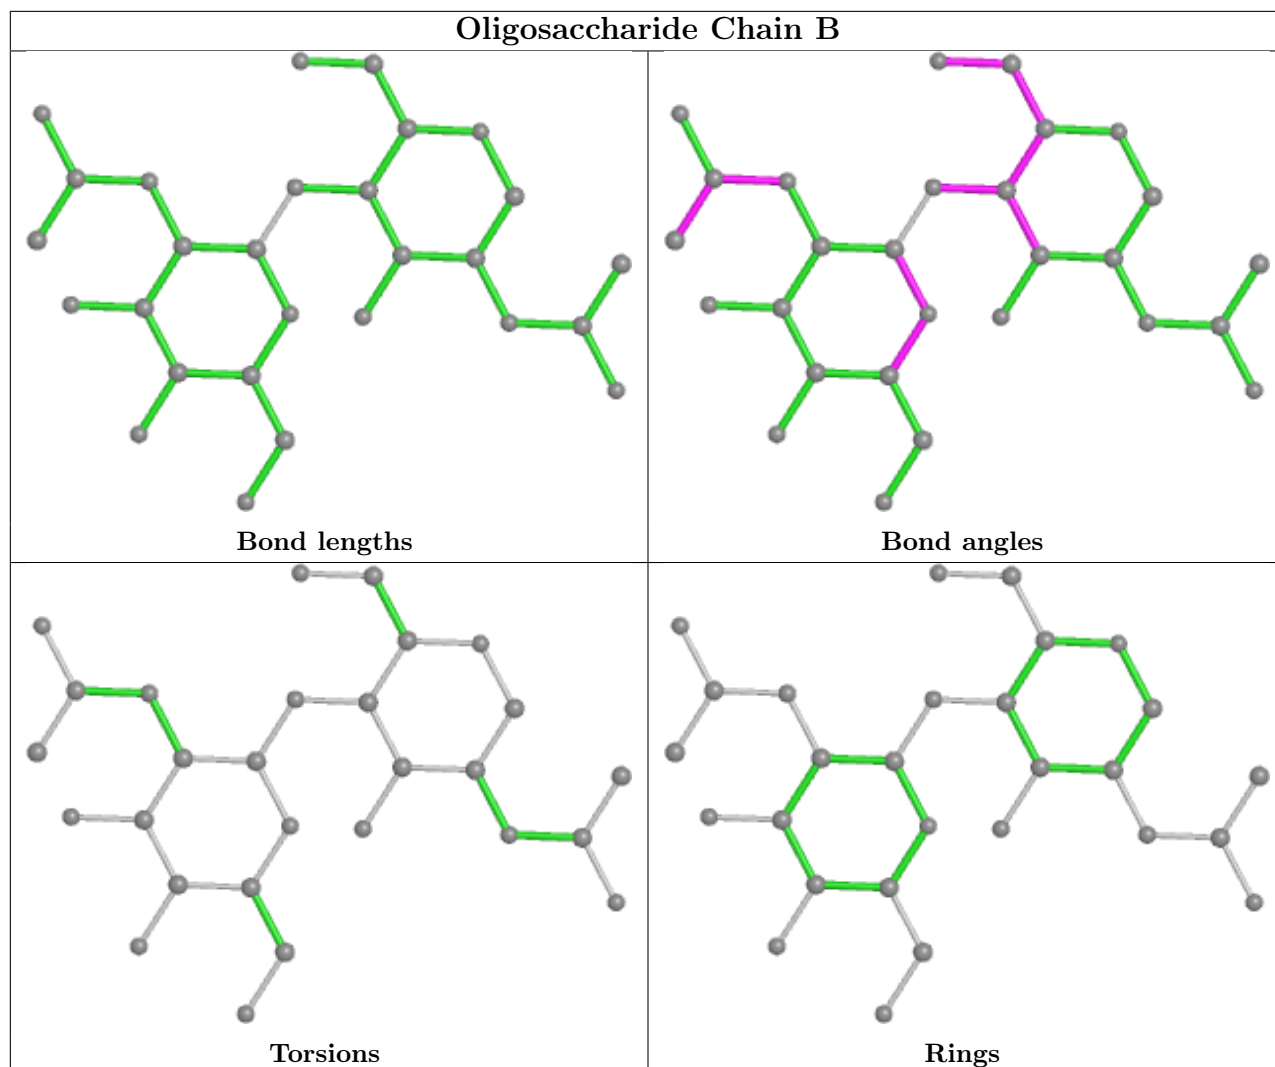 Oligosaccharide Chain B
Bond lengths
Bond angles
Torsions
Rings